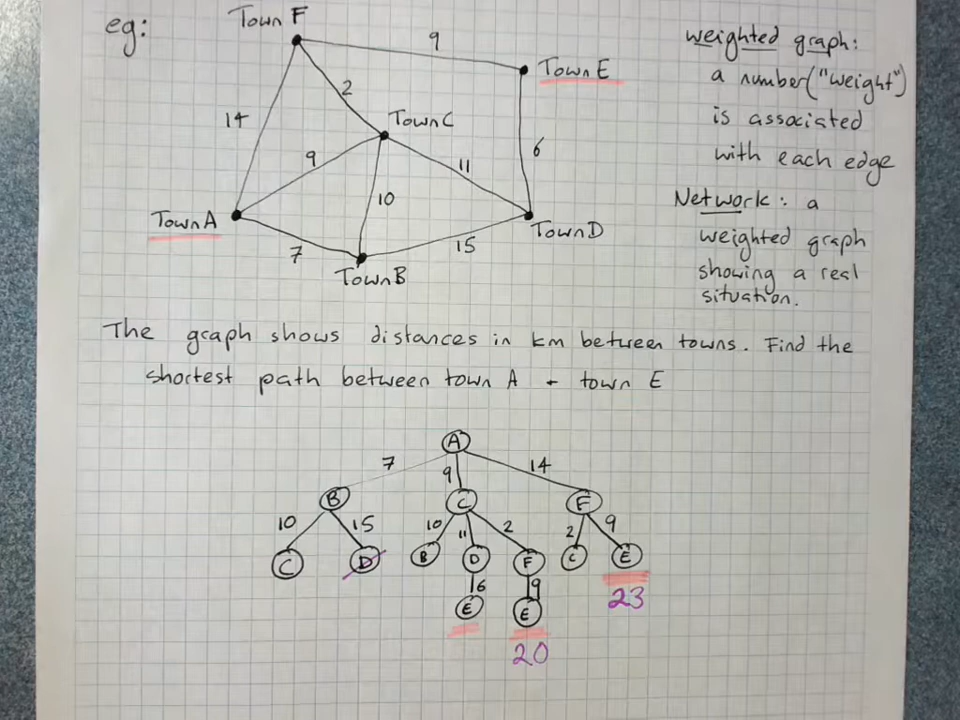 eg:
Town F
9
Town E
2
14
Town C
9
11
6
10
Town A
Town D
15
7
Town B
weighted graph:
a number("weight")
is associated
with each edge
Network: a
weighted graph
showing a real
situation.
The graph shows distances in km between towns. Find the
shortest path between town A + town E
A
7
9
14
B
C
F
10
15
10
11
2
2
9
C
D
B
D
F
C
E
6
9
E
E
23
20